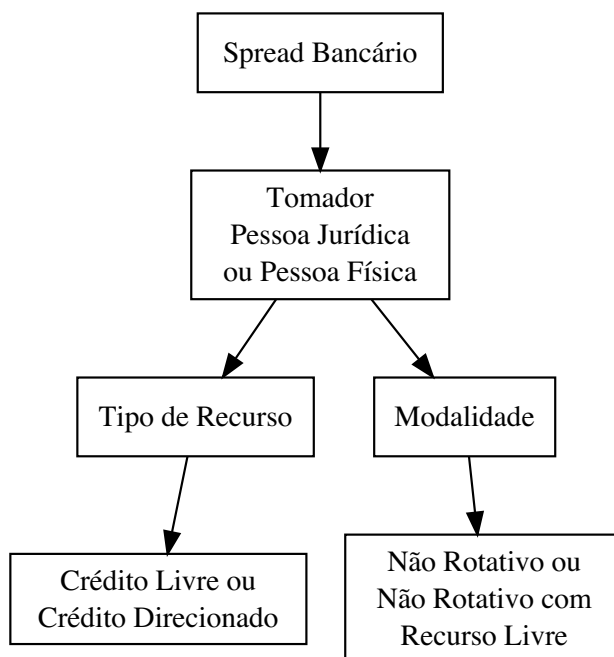 Spread Bancário
Tomador
Pessoa Jurídica
ou Pessoa Física
Tipo de Recurso
Modalidade
Crédito Livre ou
Crédito Direcionado
Não Rotativo ou
Não Rotativo com
Recurso Livre